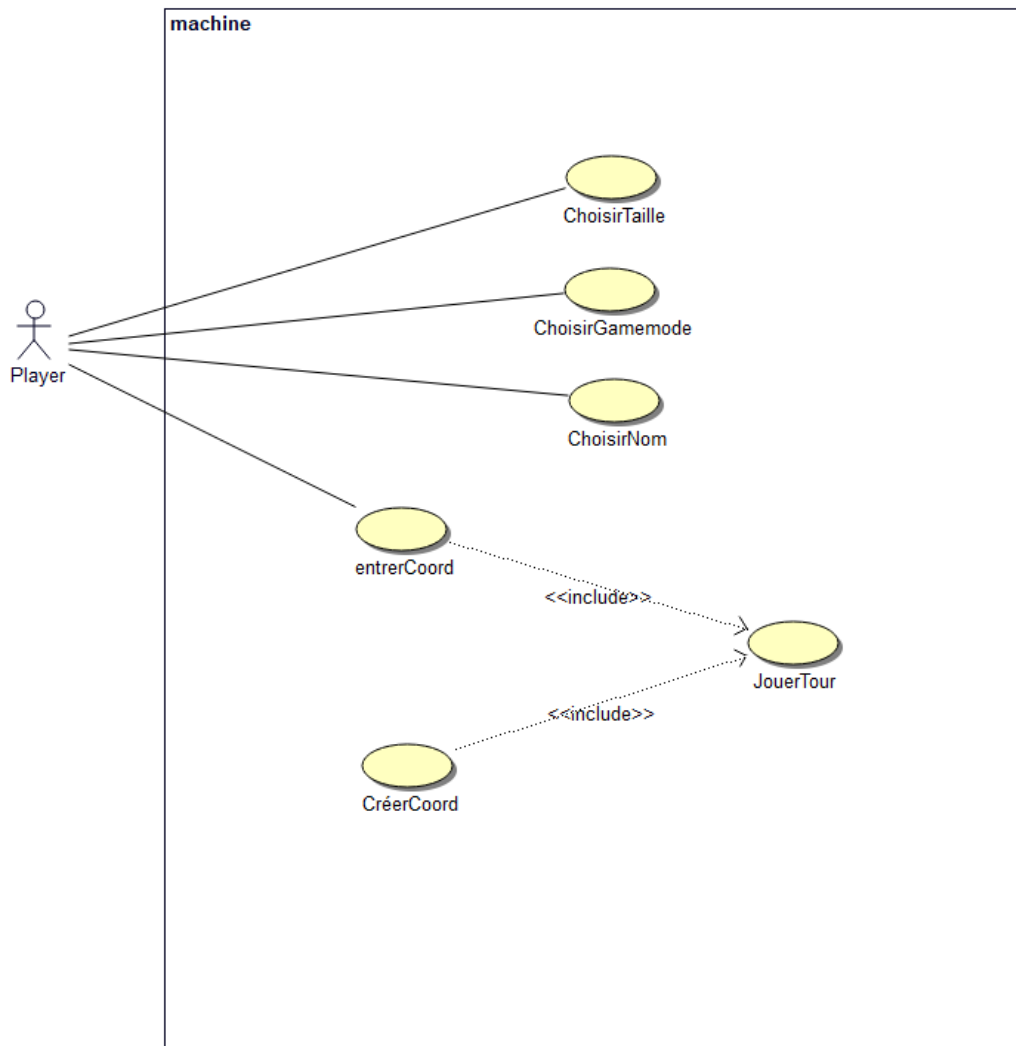 machine
ChoisirTaille
ChoisirGamemode
Player
ChoisirNom
entrerCoord
<<include>>
JouerTour
<<include>>
CréerCoord